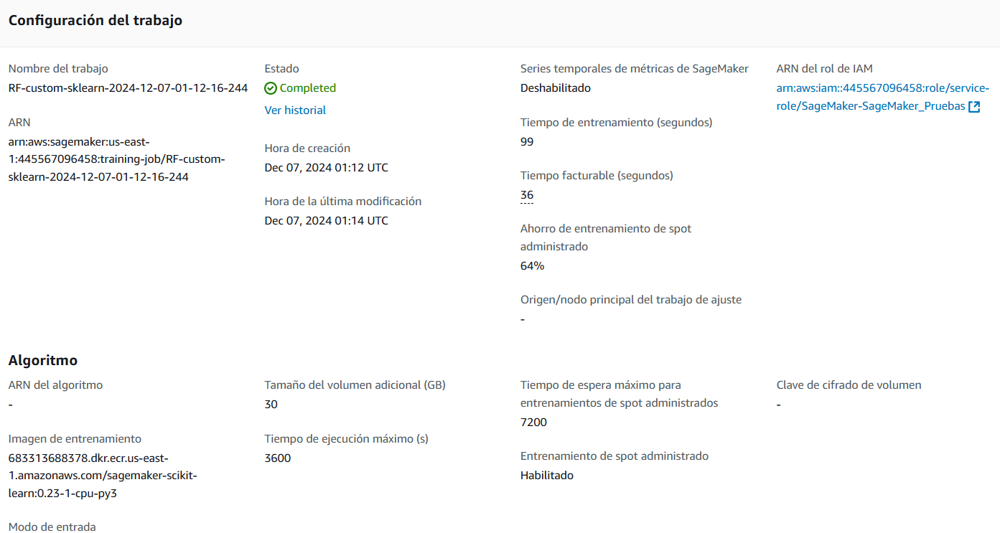 Configuración del trabajo
Nombre del trabajo
RF-custom-sklearn-2024-12-07-01-12-16-244
ARN
arn:aws:sagemaker:us-east-
1:445567096458:training-job/RF-custom-
sklearn-2024-12-07-01-12-16-244
Estado
Completed
Ver historial
Hora de creación
Dec 07, 2024 01:12 UTC
Hora de la última modificación
Dec 07, 2024 01:14 UTC
Series temporales de métricas de SageMaker
Deshabilitado
Tiempo de entrenamiento (segundos)
99
Tiempo facturable (segundos)
36
Ahorro de entrenamiento de spot
administrado
64%
Origen/nodo principal del trabajo de ajuste
-
ARN del rol de IAM
arn:aws:iam::445567096458:role/service-
role/SageMaker-SageMaker_Pruebas
Algoritmo
ARN del algoritmo
-
Imagen de entrenamiento
683313688378.dkr.ecr.us-east-
1.amazonaws.com/sagemaker-scikit-
learn:0.23-1-cpu-py3
Modo de entrada
Tamaño del volumen adicional (GB)
30
Tiempo de ejecución máximo (s)
3600
Tiempo de espera máximo para
entrenamientos de spot administrados
7200
Entrenamiento de spot administrado
Habilitado
Clave de cifrado de volumen
-